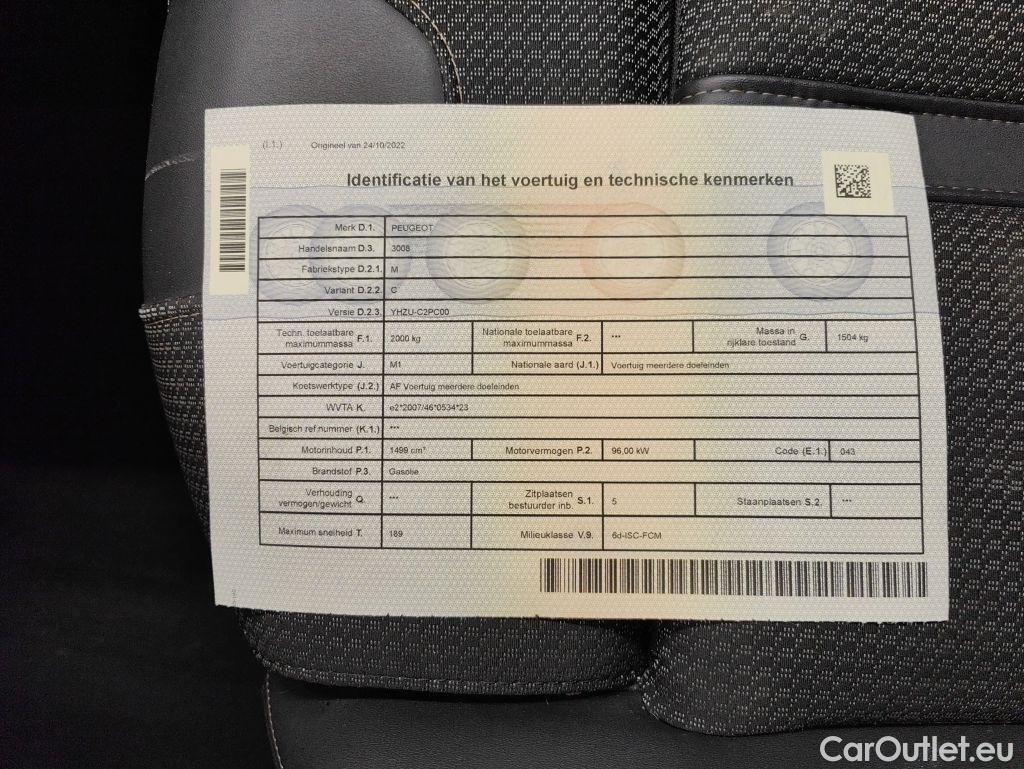 (I.1.) Origineel van 24/10/2022
Identificatie van het voertuig en technische kenmerken
Merk D.1. PEUGEOT
Handelsnaam D.3. 3008
Fabriekstype D.2.1. M
Variant D.2.2. C
Versie D.2.3. YHZU-C2PC00
Techn. toelaatbare maximummassa F.1. 2000 kg Nationale toelaatbare maximummassa F.2. *** Massa in rijklare toestand G. 1504 kg
Voertuigcategorie J. M1 Nationale aard (J.1.) Voertuig meerdere doeleinden
Koetswerktype (J.2.) AF Voertuig meerdere doeleinden
WVTA K. e2*2007/46*0534*23
Belgisch ref.nummer (K.1.) ***
Motorinhoud P.1. 1499 cm³ Motorvermogen P.2. 96,00 kW Code (E.1.) 043
Brandstof P.3. Gasolie
Verhouding vermogen/gewicht Q. *** Zitplaatsen bestuurder inb. S.1. 5 Staanplaatsen S.2. ***
Maximum snelheid T. 189 Milieuklasse V.9. 6d-ISC-FCM
CarOutlet.eu